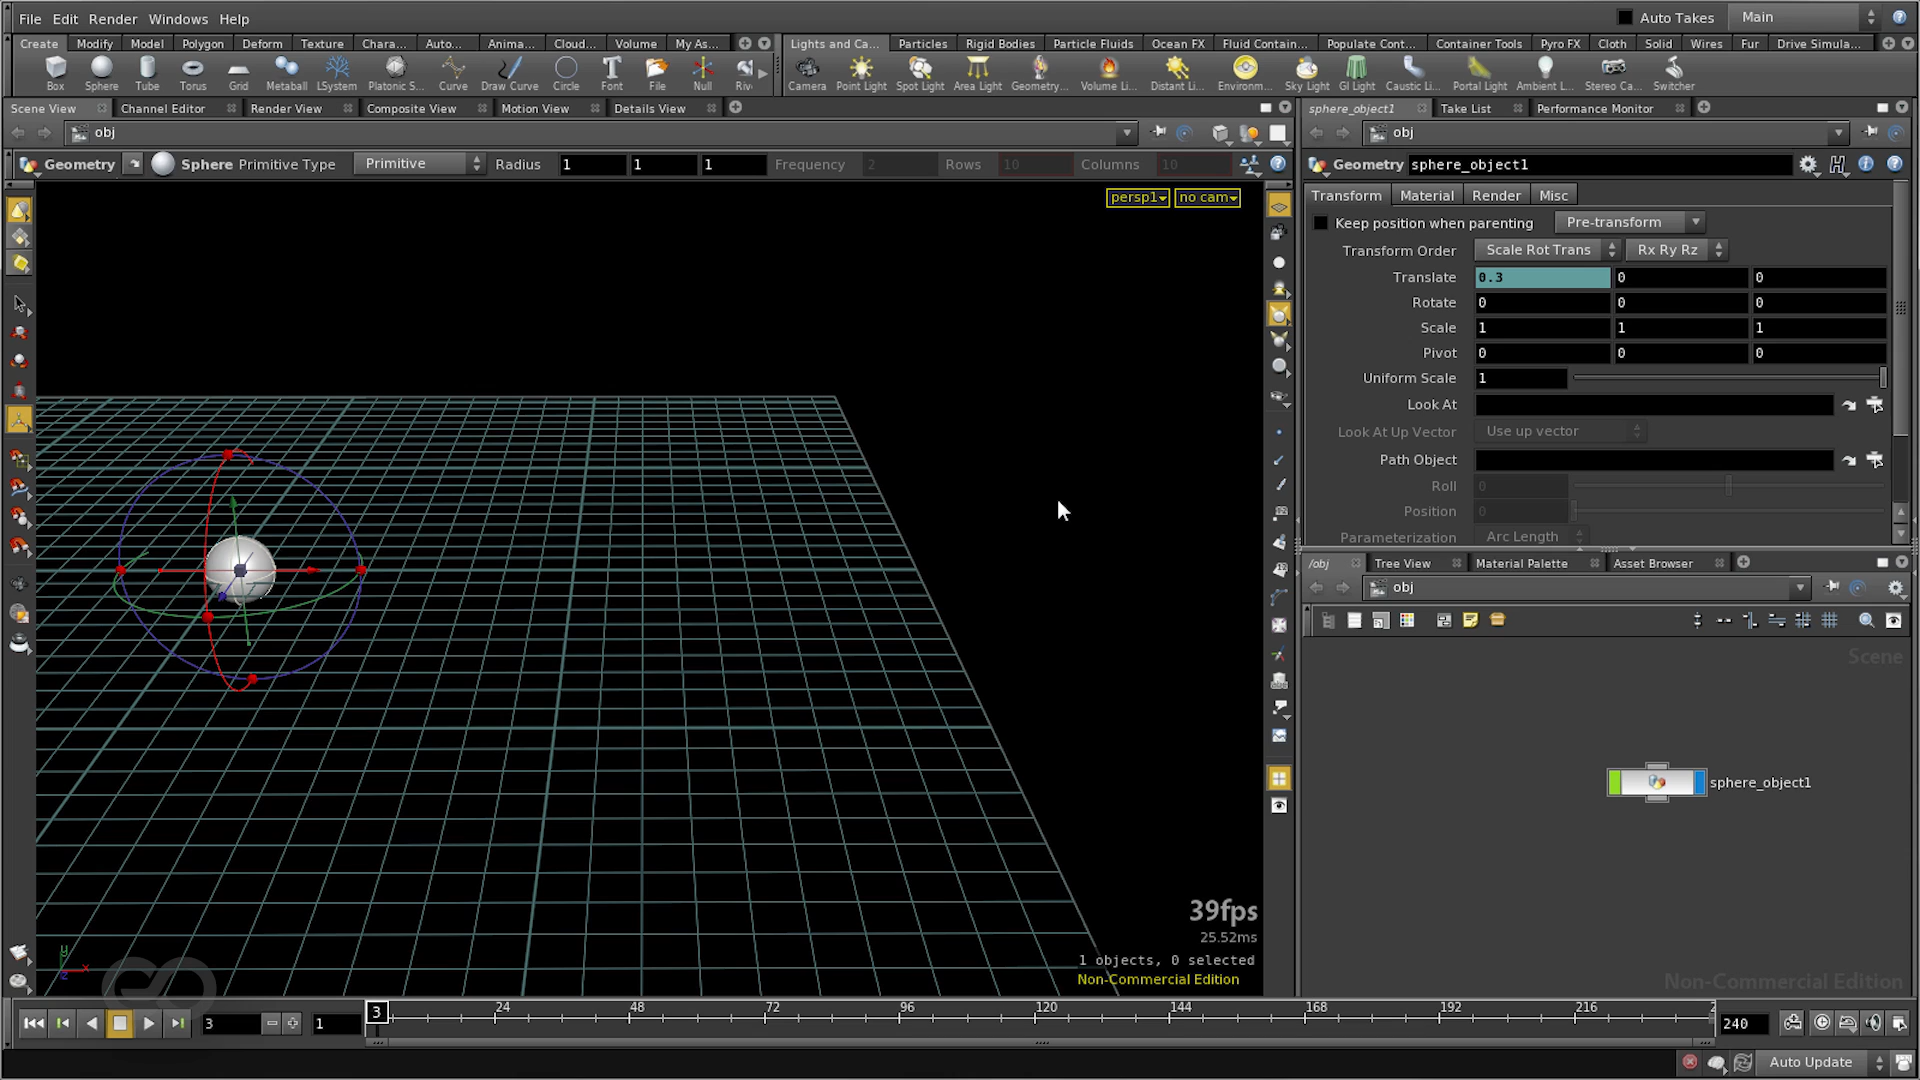 File Edit Render Windows Help
Auto Takes Main
Create Modify Model Polygon Deform Texture Chara... Auto... Anima... Cloud... Volume My As...
Lights and Ca... Particles Rigid Bodies Particle Fluids Ocean FX Fluid Contain... Populate Cont... Container Tools Pyro FX Cloth Solid Wires Fur Drive Simula...
Box Sphere Tube Torus Grid Metaball LSystem Platonic S... Curve Draw Curve Circle Font File Null Riv
Camera Point Light Spot Light Area Light Geometry... Volume Li... Distant Li... Environm... Sky Light GI Light Caustic Li... Portal Light Ambient L... Stereo Ca... Switcher
Scene View Channel Editor Render View Composite View Motion View Details View
sphere_object1 Take List Performance Monitor
obj
obj
Geometry Sphere Primitive Type Primitive Radius 1 1 1 Frequency 2 Rows 10 Columns 10
Geometry sphere_object1
persp1 no cam
Transform Material Render Misc
Keep position when parenting Pre-transform
Transform Order Scale Rot Trans Rx Ry Rz
Translate 0.3 0 0
Rotate 0 0 0
Scale 1 1 1
Pivot 0 0 0
Uniform Scale 1
Look At
Look At Up Vector Use up vector
Path Object
Roll 0
Position 0
Parameterization Arc Length
/obj Tree View Material Palette Asset Browser
obj
Scene
sphere_object1
39fps
25.52ms
1 objects, 0 selected
Non-Commercial Edition
Non-Commercial Edition
y x z
3 1 3 24 48 72 96 120 144 168 192 216 2 240
Auto Update